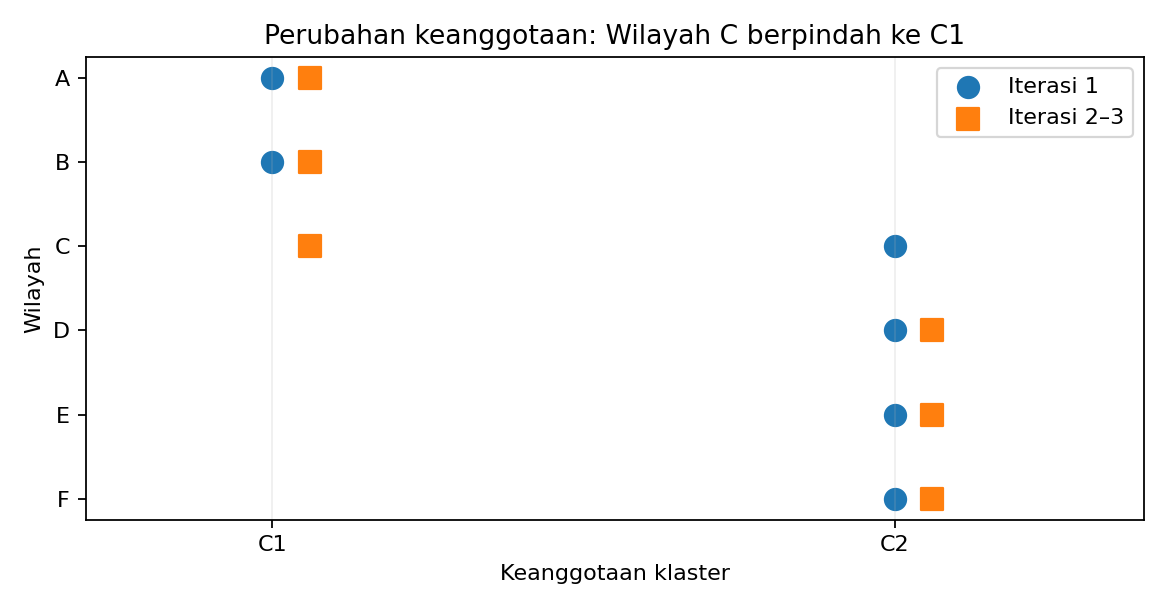 Perubahan keanggotaan: Wilayah C berpindah ke C1
Iterasi 1
Iterasi 2–3
Wilayah
A
B
C
D
E
F
C1
C2
Keanggotaan klaster